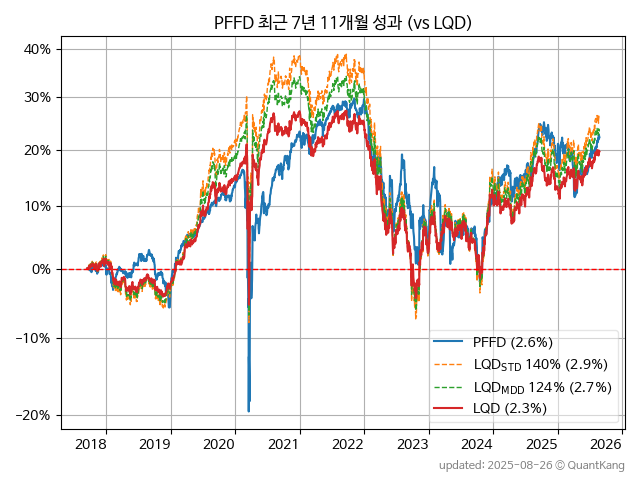 PFFD 최근 7년 11개월 성과 (vs LQD)
40%
30%
20%
10%
0%
−10%
−20%
PFFD (2.6%)
LQD_STD 140% (2.9%)
LQD_MDD 124% (2.7%)
LQD (2.3%)
2018 2019 2020 2021 2022 2023 2024 2025 2026
updated: 2025-08-26 © QuantKang